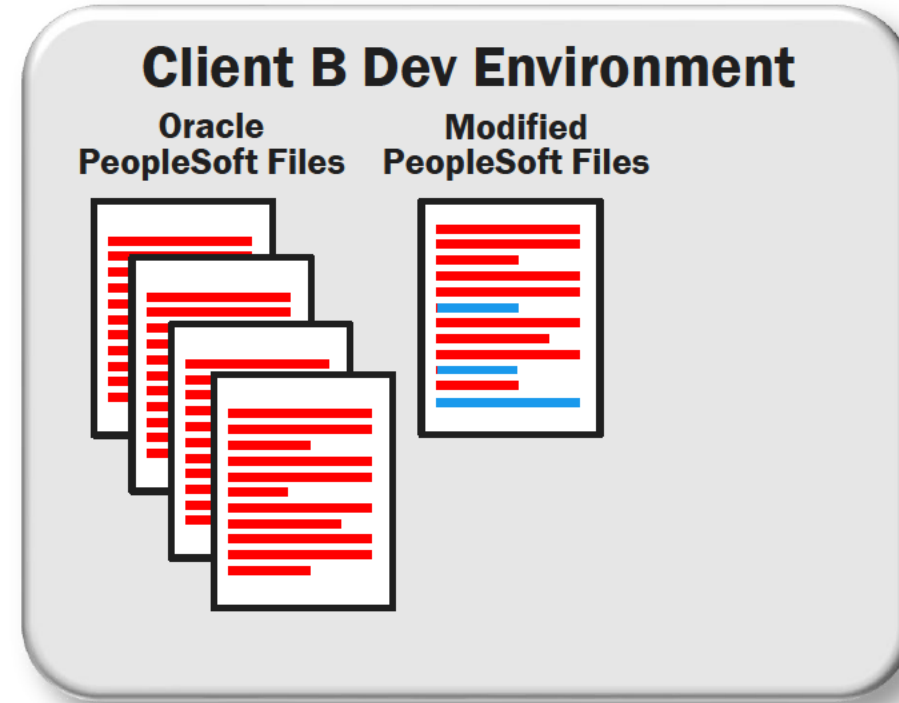 Client B Dev Environment
Oracle
PeopleSoft Files
Modified
PeopleSoft Files